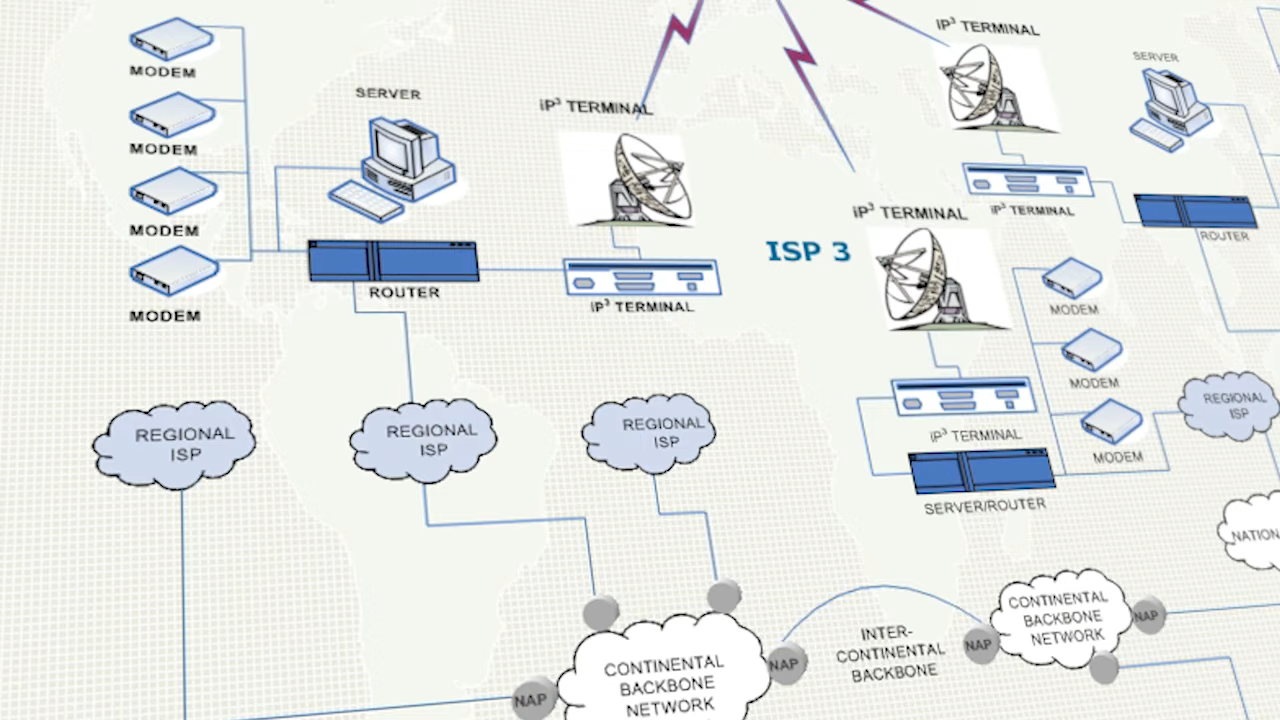 MODEM
MODEM
MODEM
MODEM
SERVER
ROUTER
iP³ TERMINAL
iP³ TERMINAL
ISP 3
iP³ TERMINAL
iP³ TERMINAL
SERVER
ROUTER
iP³ TERMINAL
MODEM
MODEM
MODEM
iP³ TERMINAL
SERVER/ROUTER
REGIONAL
ISP
REGIONAL
ISP
REGIONAL
ISP
REGIONAL
ISP
CONTINENTAL
BACKBONE
NETWORK
NAP
NAP
INTER-
CONTINENTAL
BACKBONE
NAP
CONTINENTAL
BACKBONE
NETWORK
NAP